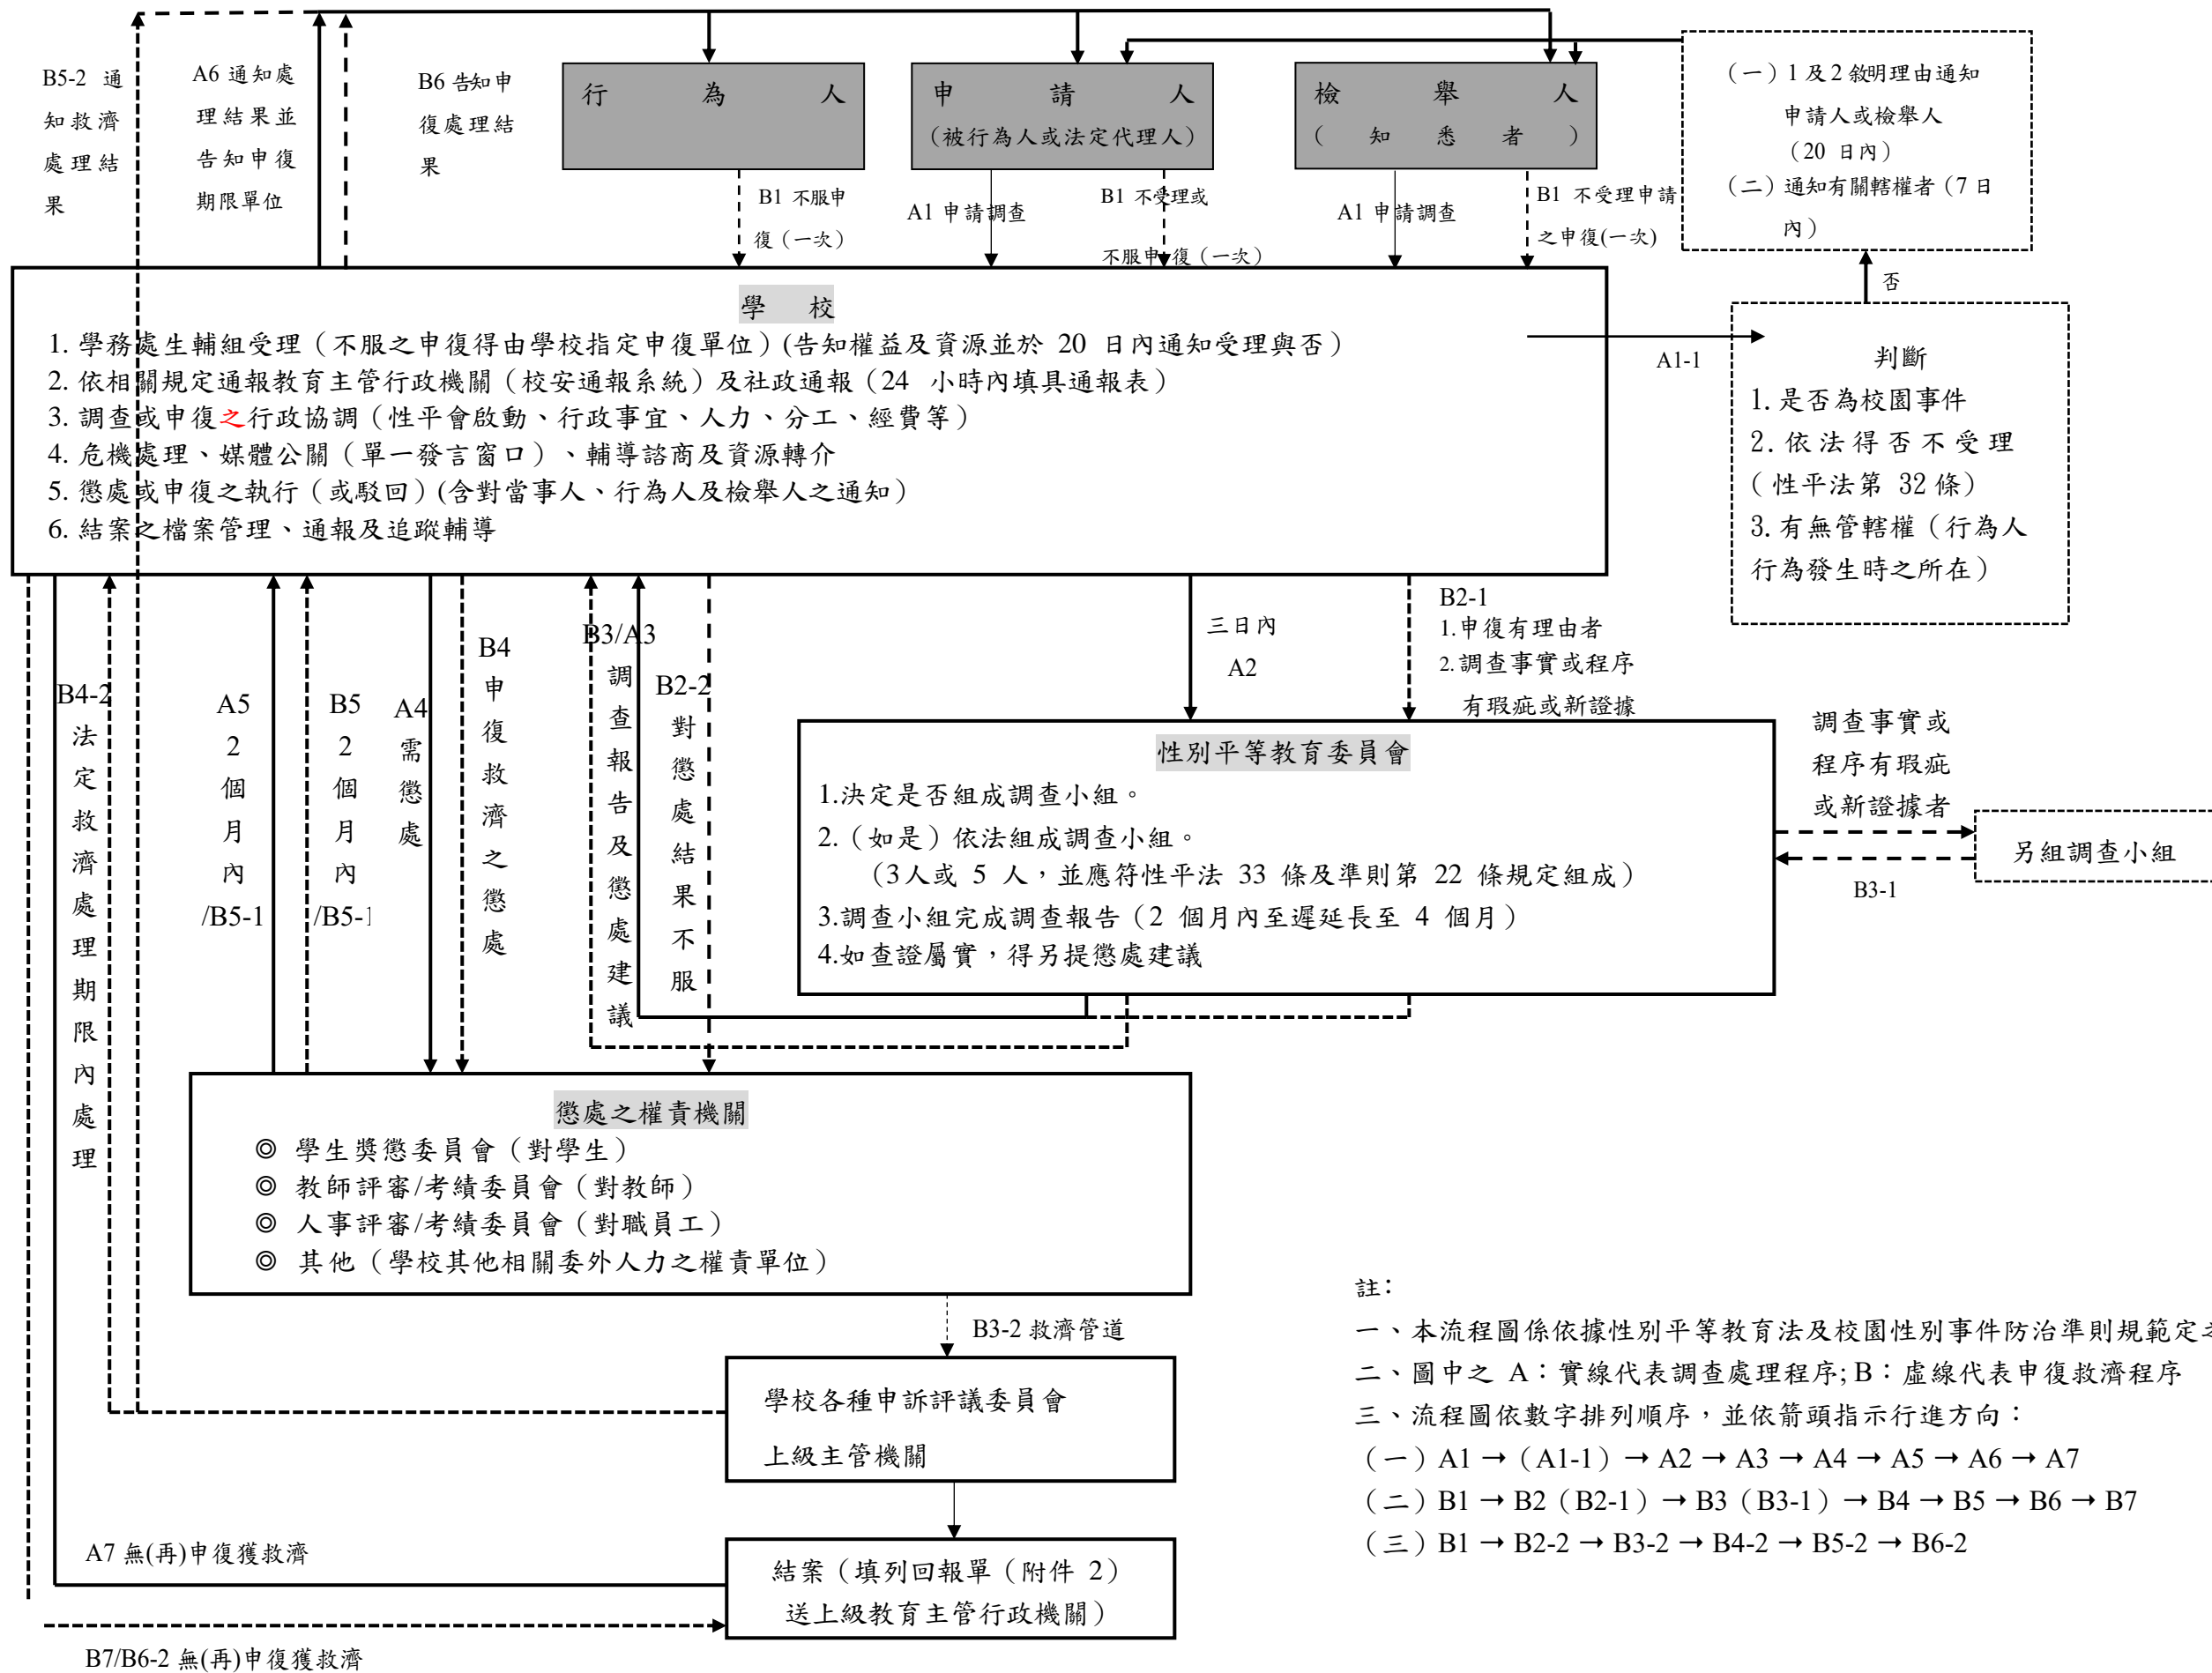 B5-2 通
知救濟
處理結
果
A6 通知處
理結果並
告知申復
期限單位
B6 告知申
復處理結
果
行 為 人
申 請 人
（被行為人或法定代理人）
檢 舉 人
（ 知 悉 者 ）
（一）1 及 2 敘明理由通知
申請人或檢舉人
（20 日內）
（二）通知有關轄權者（7 日
內）
B1 不服申
復（一次）
A1 申請調查
B1 不受理或
不服申復（一次）
A1 申請調查
B1 不受理申請
之申復(一次)
否
學 校
1. 學務處生輔組受理（不服之申復得由學校指定申復單位）(告知權益及資源並於 20 日內通知受理與否）
2. 依相關規定通報教育主管行政機關（校安通報系統）及社政通報（24 小時內填具通報表）
3. 調查或申復之行政協調（性平會啟動、行政事宜、人力、分工、經費等）
4. 危機處理、媒體公關（單一發言窗口）、輔導諮商及資源轉介
5. 懲處或申復之執行（或駁回）(含對當事人、行為人及檢舉人之通知）
6. 結案之檔案管理、通報及追蹤輔導
A1-1
判斷
1. 是否為校園事件
2. 依法得否不受理
（性平法第 32 條）
3. 有無管轄權（行為人
行為發生時之所在）
B4-2
法
定
救
濟
處
理
期
限
內
處
理
A5
2
個
月
內
/B5-1
B5
2
個
月
內
/B5-1
A4
需
懲
處
B4
申
復
救
濟
之
懲
處
B3/A3
調
查
報
告
及
懲
處
建
議
B2-2
對
懲
處
結
果
不
服
三日內
A2
B2-1
1.申復有理由者
2.調查事實或程序
有瑕疵或新證據
性別平等教育委員會
1.決定是否組成調查小組。
2.（如是）依法組成調查小組。
（3人或 5 人，並應符性平法 33 條及準則第 22 條規定組成）
3.調查小組完成調查報告（2 個月內至遲延長至 4 個月）
4.如查證屬實，得另提懲處建議
調查事實或
程序有瑕疵
或新證據者
另組調查小組
B3-1
懲處之權責機關
◎ 學生獎懲委員會（對學生）
◎ 教師評審/考績委員會（對教師）
◎ 人事評審/考績委員會（對職員工）
◎ 其他（學校其他相關委外人力之權責單位）
B3-2 救濟管道
學校各種申訴評議委員會
上級主管機關
A7 無(再)申復獲救濟
結案（填列回報單（附件 2）
送上級教育主管行政機關）
B7/B6-2 無(再)申復獲救濟
註：
一、本流程圖係依據性別平等教育法及校園性別事件防治準則規範定
二、圖中之 A：實線代表調查處理程序; B：虛線代表申復救濟程序
三、流程圖依數字排列順序，並依箭頭指示行進方向：
（一）A1 → （A1-1） → A2 → A3 → A4 → A5 → A6 → A7
（二）B1 → B2（B2-1） → B3（B3-1） → B4 → B5 → B6 → B7
（三）B1 → B2-2 → B3-2 → B4-2 → B5-2 → B6-2